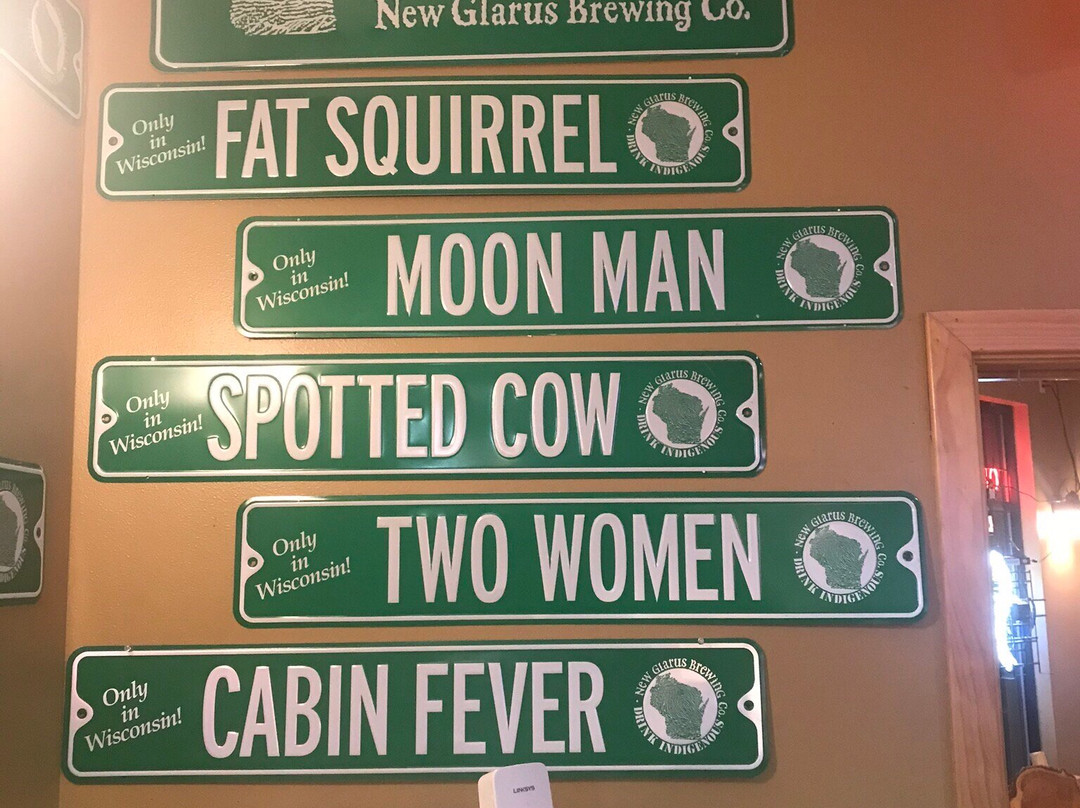 New Glarus Brewing Co.
Only
in
Wisconsin!
FAT SQUIRREL
· New Glarus Brewing Co. ·
DRINK INDIGENOUS
Only
in
Wisconsin!
MOON MAN
· New Glarus Brewing Co. ·
DRINK INDIGENOUS
Only
in
Wisconsin!
SPOTTED COW
· New Glarus Brewing Co. ·
DRINK INDIGENOUS
Only
in
Wisconsin!
TWO WOMEN
· New Glarus Brewing Co. ·
DRINK INDIGENOUS
Only
in
Wisconsin!
CABIN FEVER
· New Glarus Brewing Co. ·
DRINK INDIGENOUS
LINKSYS